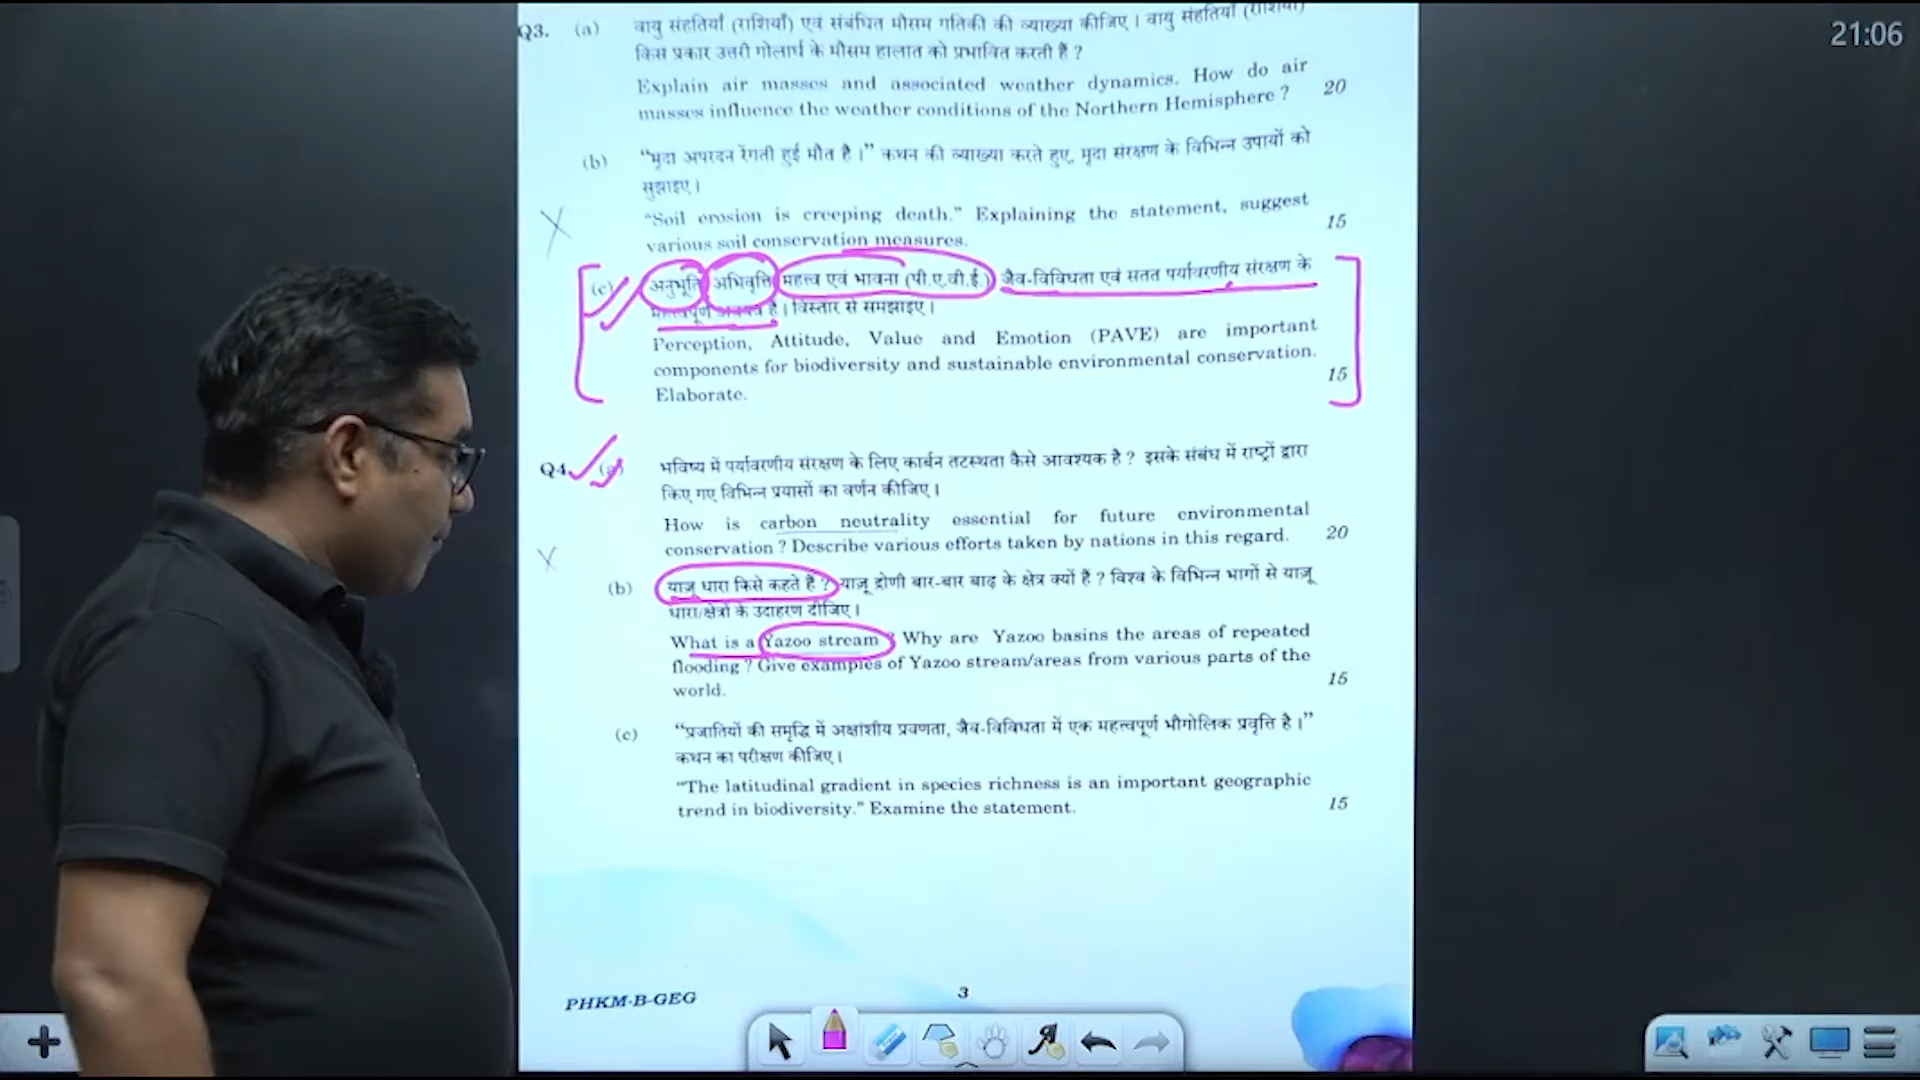 21:06
Q3. (a) वायु संहतियाँ (राशियाँ) एवं संबंधित मौसम गतिकी की व्याख्या कीजिए । वायु संहतियाँ (राशियाँ)
किस प्रकार उत्तरी गोलार्ध के मौसम हालात को प्रभावित करती हैं ?
Explain air masses and associated weather dynamics. How do air
masses influence the weather conditions of the Northern Hemisphere ? 20
(b) “मृदा अपरदन रेंगती हुई मौत है ।” कथन की व्याख्या करते हुए, मृदा संरक्षण के विभिन्न उपायों को
सुझाइए ।
“Soil erosion is creeping death.” Explaining the statement, suggest
various soil conservation measures. 15
(c) अनुभूति अभिवृत्ति महत्त्व एवं भावना (पी.ए.वी.ई.) जैव-विविधता एवं सतत पर्यावरणीय संरक्षण के
है । विस्तार से समझाइए ।
Perception, Attitude, Value and Emotion (PAVE) are important
components for biodiversity and sustainable environmental conservation.
Elaborate. 15
Q4. (a) भविष्य में पर्यावरणीय संरक्षण के लिए कार्बन तटस्थता कैसे आवश्यक है ? इसके संबंध में राष्ट्रों द्वारा
किए गए विभिन्न प्रयासों का वर्णन कीजिए ।
How is carbon neutrality essential for future environmental
conservation ? Describe various efforts taken by nations in this regard. 20
(b) याज़ू धारा किसे कहते हैं ? याज़ू द्रोणी बार-बार बाढ़ के क्षेत्र क्यों हैं ? विश्व के विभिन्न भागों से याज़ू
धारा/क्षेत्रों के उदाहरण दीजिए ।
What is a Yazoo stream ? Why are Yazoo basins the areas of repeated
flooding ? Give examples of Yazoo stream/areas from various parts of the
world. 15
(c) “प्रजातियों की समृद्धि में अक्षांशीय प्रवणता, जैव-विविधता में एक महत्त्वपूर्ण भौगोलिक प्रवृत्ति है ।”
कथन का परीक्षण कीजिए ।
“The latitudinal gradient in species richness is an important geographic
trend in biodiversity.” Examine the statement. 15
PHKM-B-GEG 3